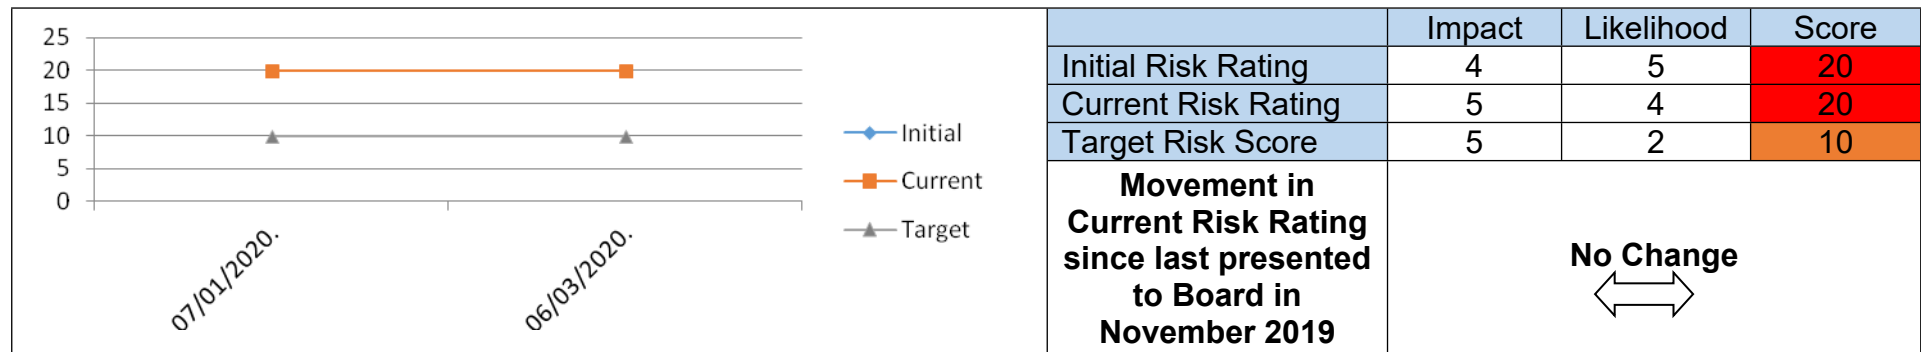 25
20
15
10
5
0
07/01/2020.
06/03/2020.
Initial
Current
Target
Impact Likelihood Score
Initial Risk Rating 4 5 20
Current Risk Rating 5 4 20
Target Risk Score 5 2 10
Movement in
Current Risk Rating
since last presented
to Board in
November 2019
No Change